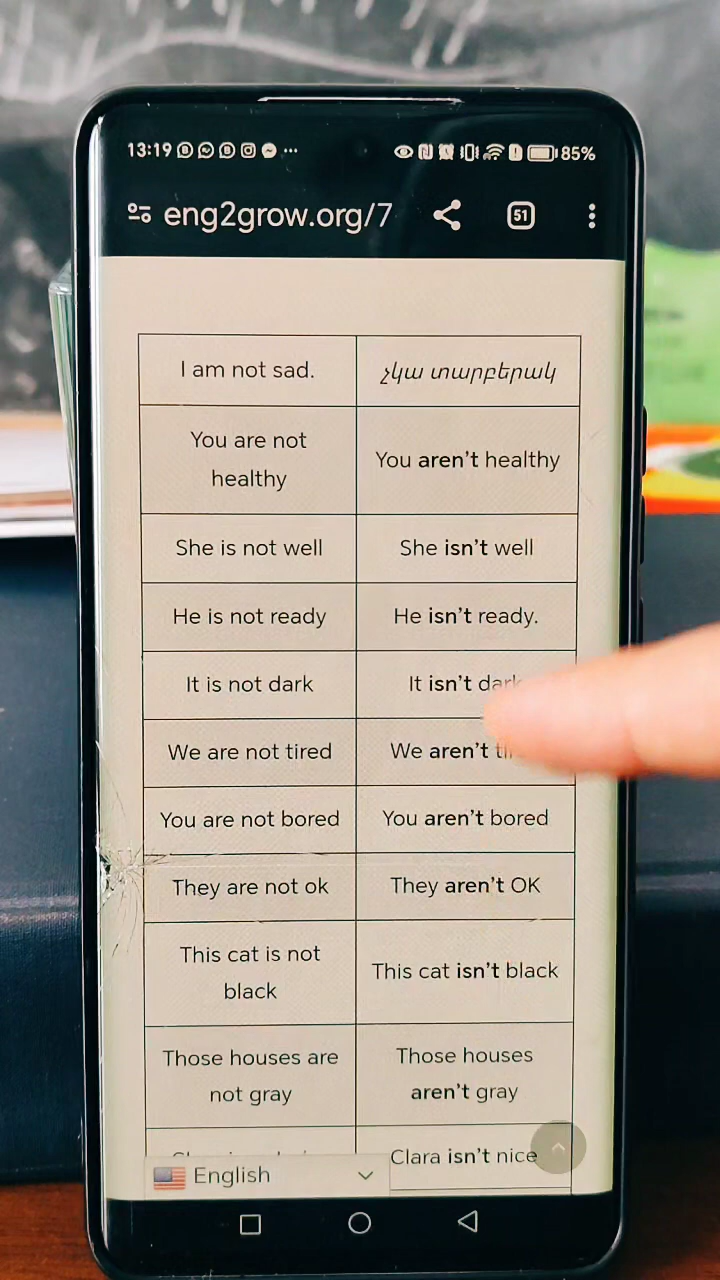 13:19 ... 85%
eng2grow.org/7 51
I am not sad. չկա տարբերակ
You are not
healthy
You aren't healthy
She is not well She isn't well
He is not ready He isn't ready.
It is not dark It isn't dark
We are not tired We aren't
You are not bored You aren't bored
They are not ok They aren't OK
This cat is not
black
This cat isn't black
Those houses are
not gray
Those houses
aren't gray
Clara isn't nice
English